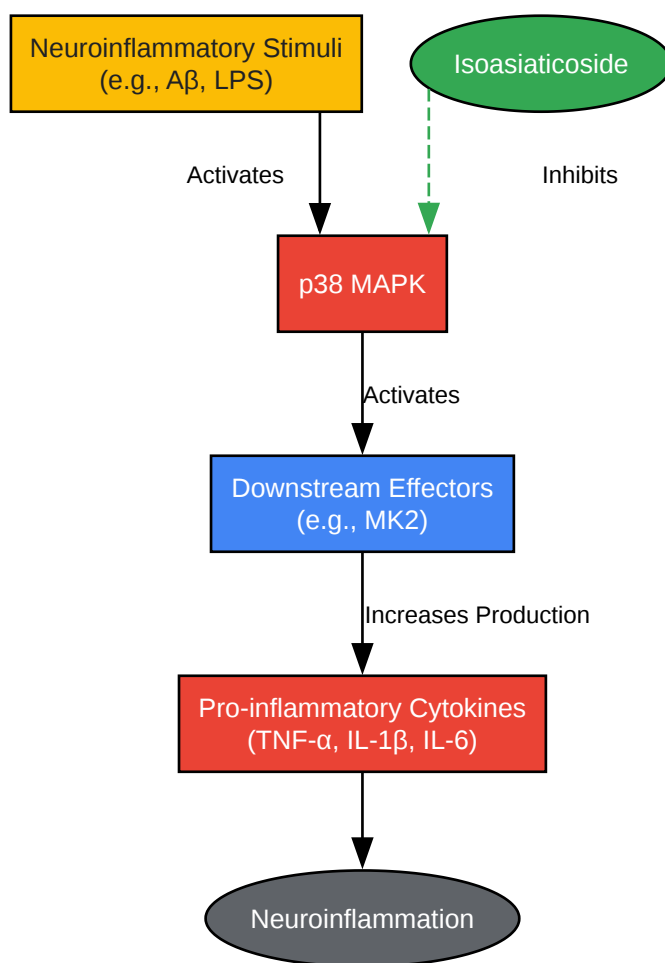 Neuroinflammatory Stimuli
(e.g., Aβ, LPS)
Isoasiaticoside
Activates
Inhibits
p38 MAPK
Activates
Downstream Effectors
(e.g., MK2)
Increases Production
Pro-inflammatory Cytokines
(TNF-α, IL-1β, IL-6)
Neuroinflammation